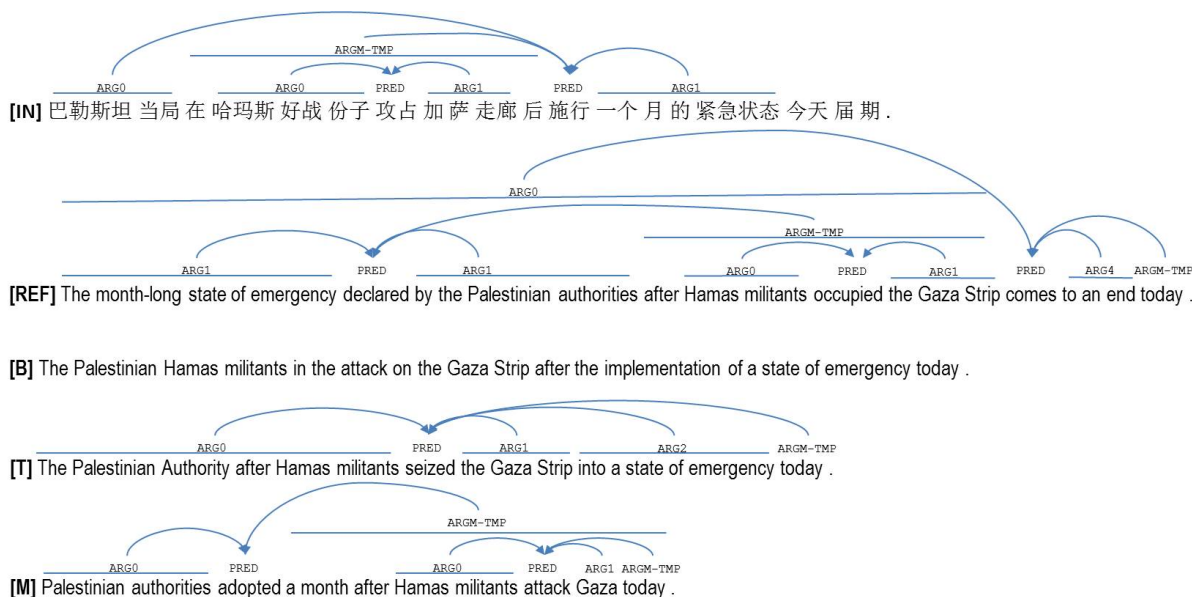 ARGM-TMP
ARG0 ARG0 PRED ARG1 PRED ARG1
[IN] 巴勒斯坦 当局 在 哈玛斯 好战 份子 攻占 加 萨 走廊 后 施行 一个 月 的 紧急状态 今天 届 期 .
ARG0
ARGM-TMP
ARG1 PRED ARG1 ARG0 PRED ARG1 PRED ARG4 ARGM-TMP
[REF] The month-long state of emergency declared by the Palestinian authorities after Hamas militants occupied the Gaza Strip comes to an end today .
[B] The Palestinian Hamas militants in the attack on the Gaza Strip after the implementation of a state of emergency today .
ARG0 PRED ARG1 ARG2 ARGM-TMP
[T] The Palestinian Authority after Hamas militants seized the Gaza Strip into a state of emergency today .
ARGM-TMP
ARG0 PRED ARG0 PRED ARG1 ARGM-TMP
[M] Palestinian authorities adopted a month after Hamas militants attack Gaza today .